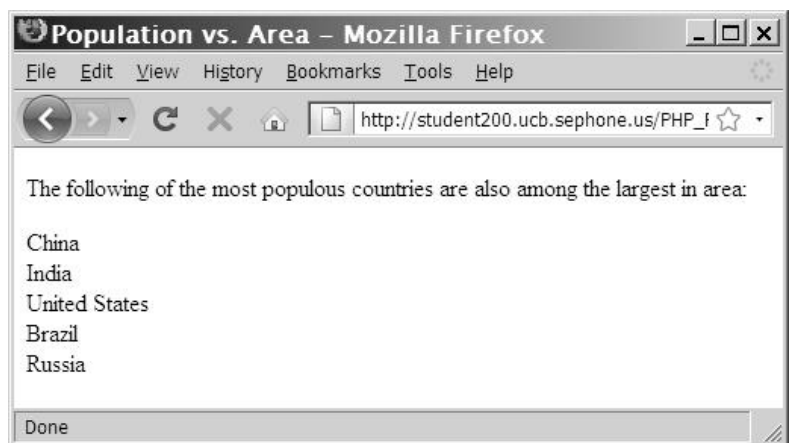 Population vs. Area – Mozilla Firefox
File Edit View History Bookmarks Tools Help
http://student200.ucb.sephone.us/PHP_
The following of the most populous countries are also among the largest in area:
China
India
United States
Brazil
Russia
Done